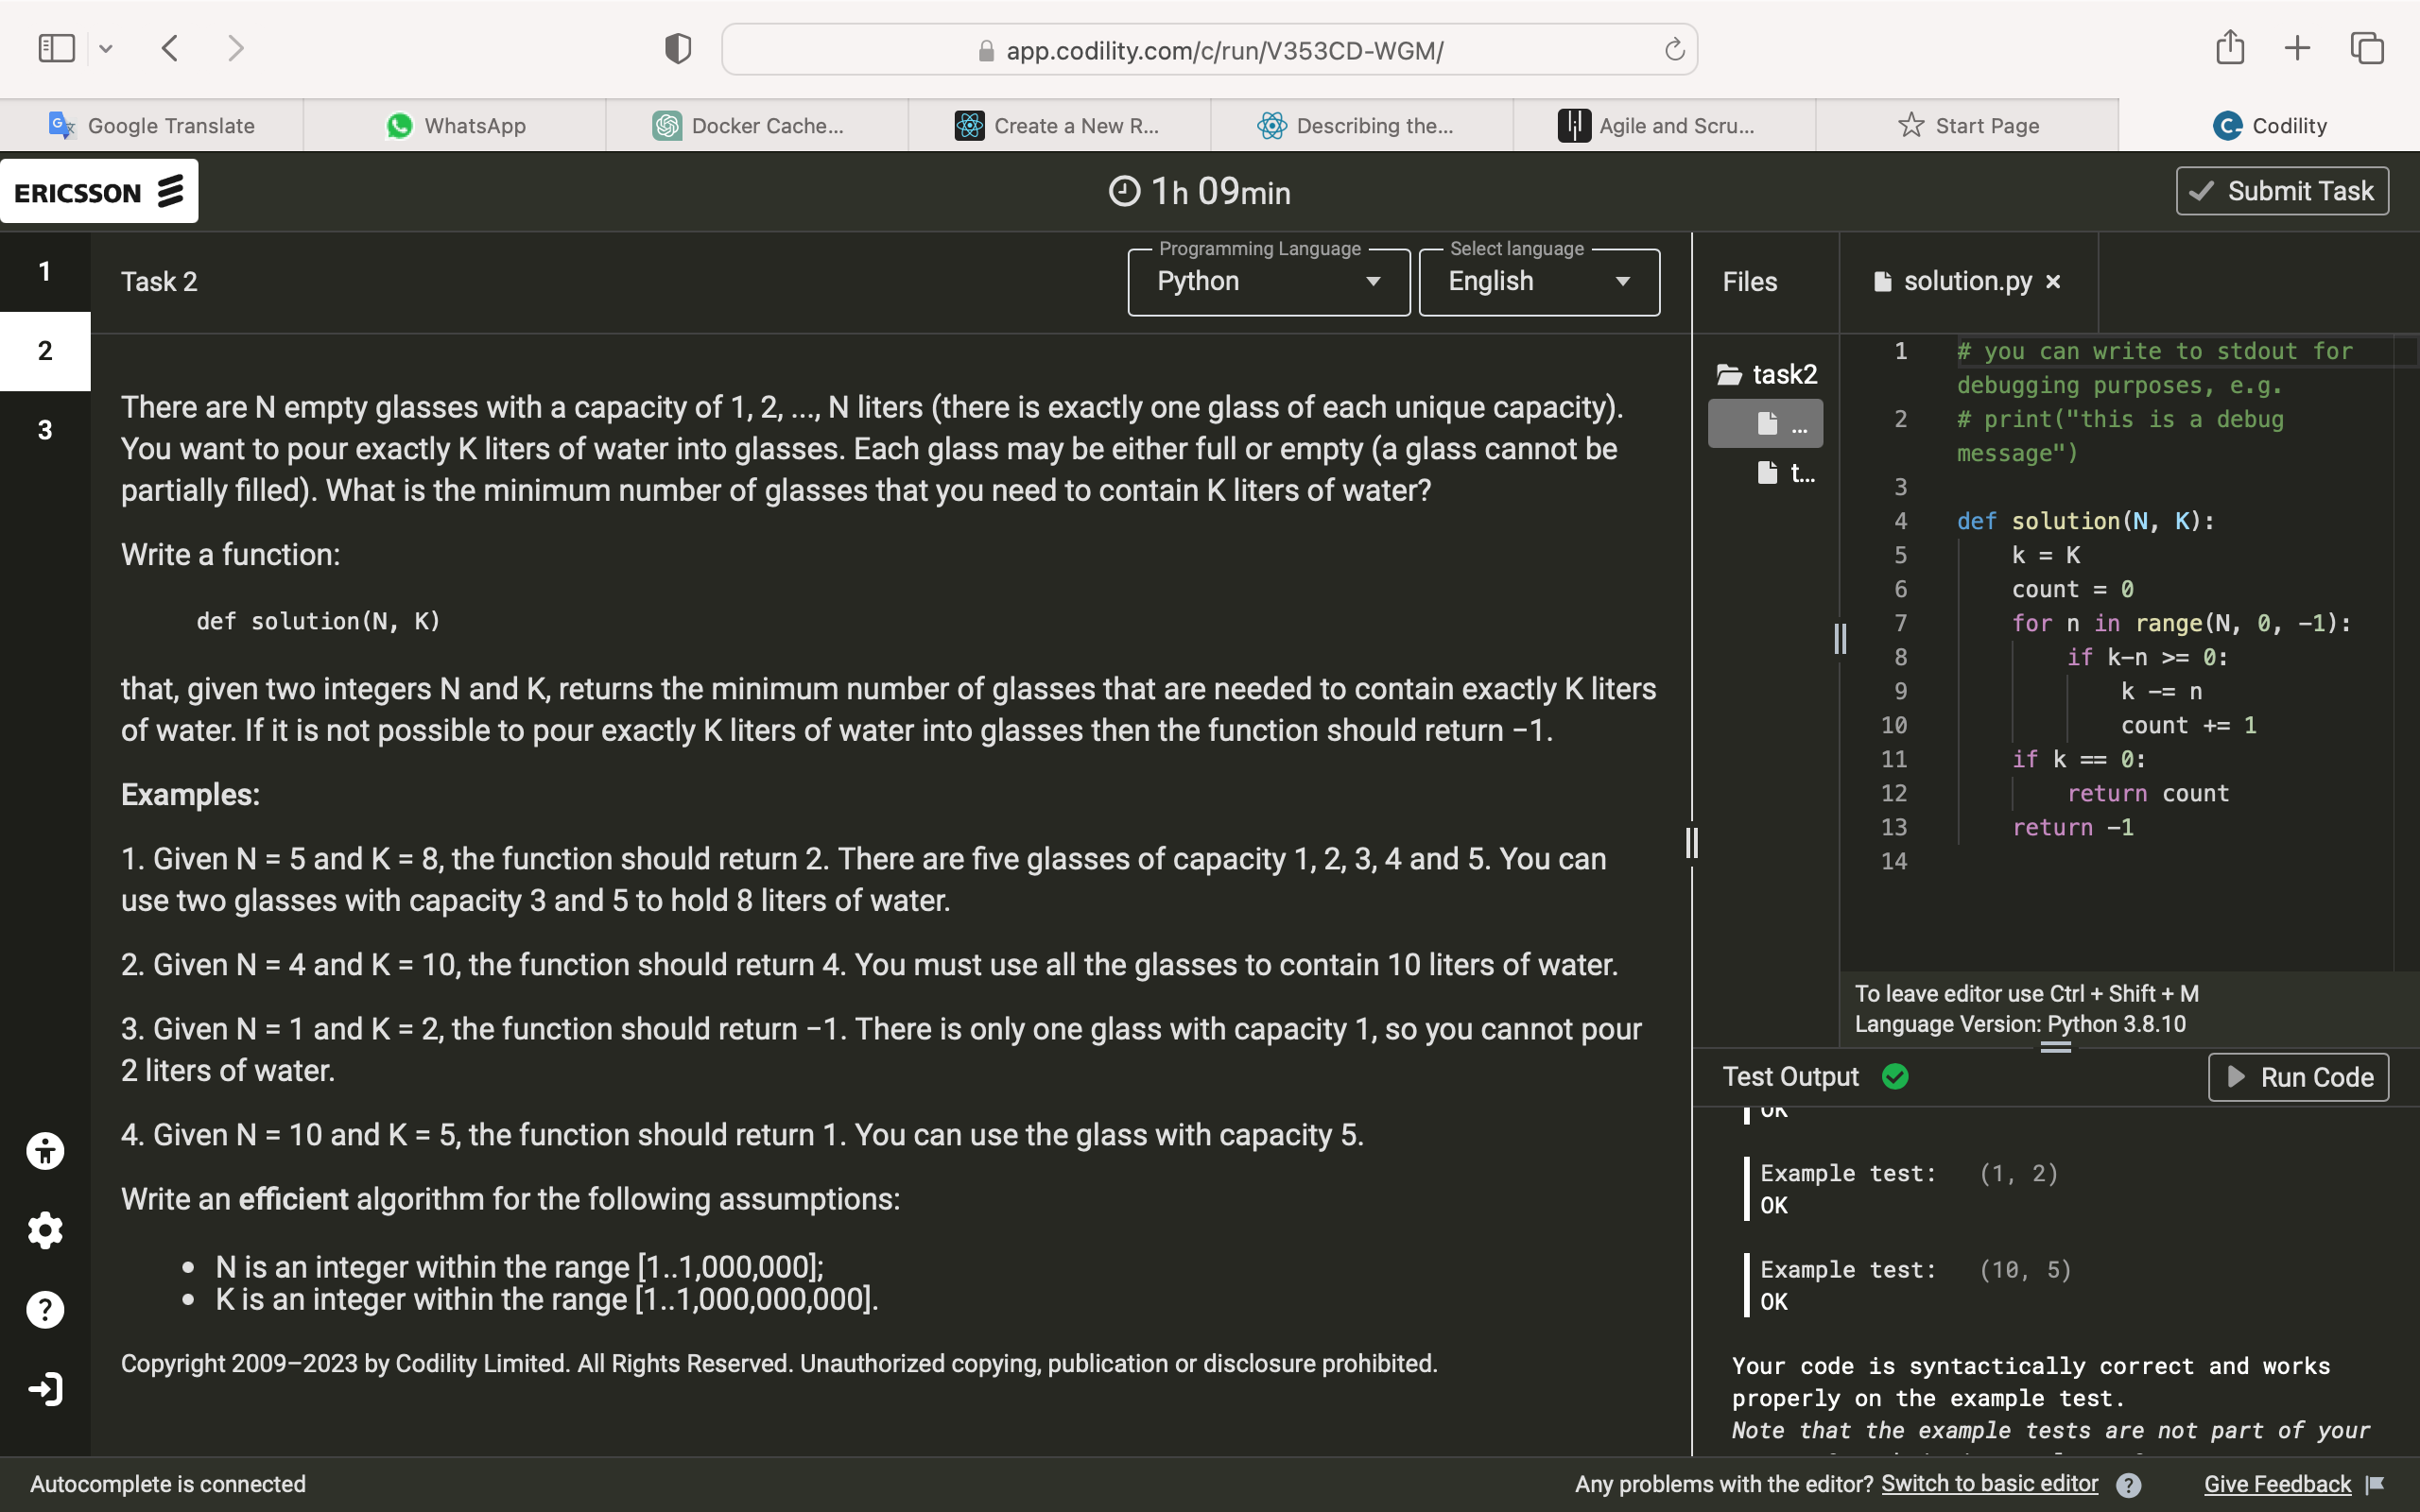 app.codility.com/c/run/V353CD-WGM/
Google Translate
WhatsApp
Docker Cache...
Create a New R...
Describing the...
Agile and Scru...
Start Page
Codility
ERICSSON
1h 09min
Submit Task
1
2
3
Task 2
Programming Language
Python
Select language
English
There are N empty glasses with a capacity of 1, 2, ..., N liters (there is exactly one glass of each unique capacity).
You want to pour exactly K liters of water into glasses. Each glass may be either full or empty (a glass cannot be
partially filled). What is the minimum number of glasses that you need to contain K liters of water?
Write a function:
def solution(N, K)
that, given two integers N and K, returns the minimum number of glasses that are needed to contain exactly K liters
of water. If it is not possible to pour exactly K liters of water into glasses then the function should return −1.
Examples:
1. Given N = 5 and K = 8, the function should return 2. There are five glasses of capacity 1, 2, 3, 4 and 5. You can
use two glasses with capacity 3 and 5 to hold 8 liters of water.
2. Given N = 4 and K = 10, the function should return 4. You must use all the glasses to contain 10 liters of water.
3. Given N = 1 and K = 2, the function should return −1. There is only one glass with capacity 1, so you cannot pour
2 liters of water.
4. Given N = 10 and K = 5, the function should return 1. You can use the glass with capacity 5.
Write an efficient algorithm for the following assumptions:
• N is an integer within the range [1..1,000,000];
• K is an integer within the range [1..1,000,000,000].
Copyright 2009–2023 by Codility Limited. All Rights Reserved. Unauthorized copying, publication or disclosure prohibited.
Files
task2
...
t...
solution.py ×
1 # you can write to stdout for
debugging purposes, e.g.
2 # print("this is a debug
message")
3
4 def solution(N, K):
5 k = K
6 count = 0
7 for n in range(N, 0, -1):
8 if k-n >= 0:
9 k -= n
10 count += 1
11 if k == 0:
12 return count
13 return -1
14
To leave editor use Ctrl + Shift + M
Language Version: Python 3.8.10
Test Output
Run Code
OK
Example test: (1, 2)
OK
Example test: (10, 5)
OK
Your code is syntactically correct and works
properly on the example test.
Note that the example tests are not part of your
Autocomplete is connected
Any problems with the editor? Switch to basic editor ?
Give Feedback